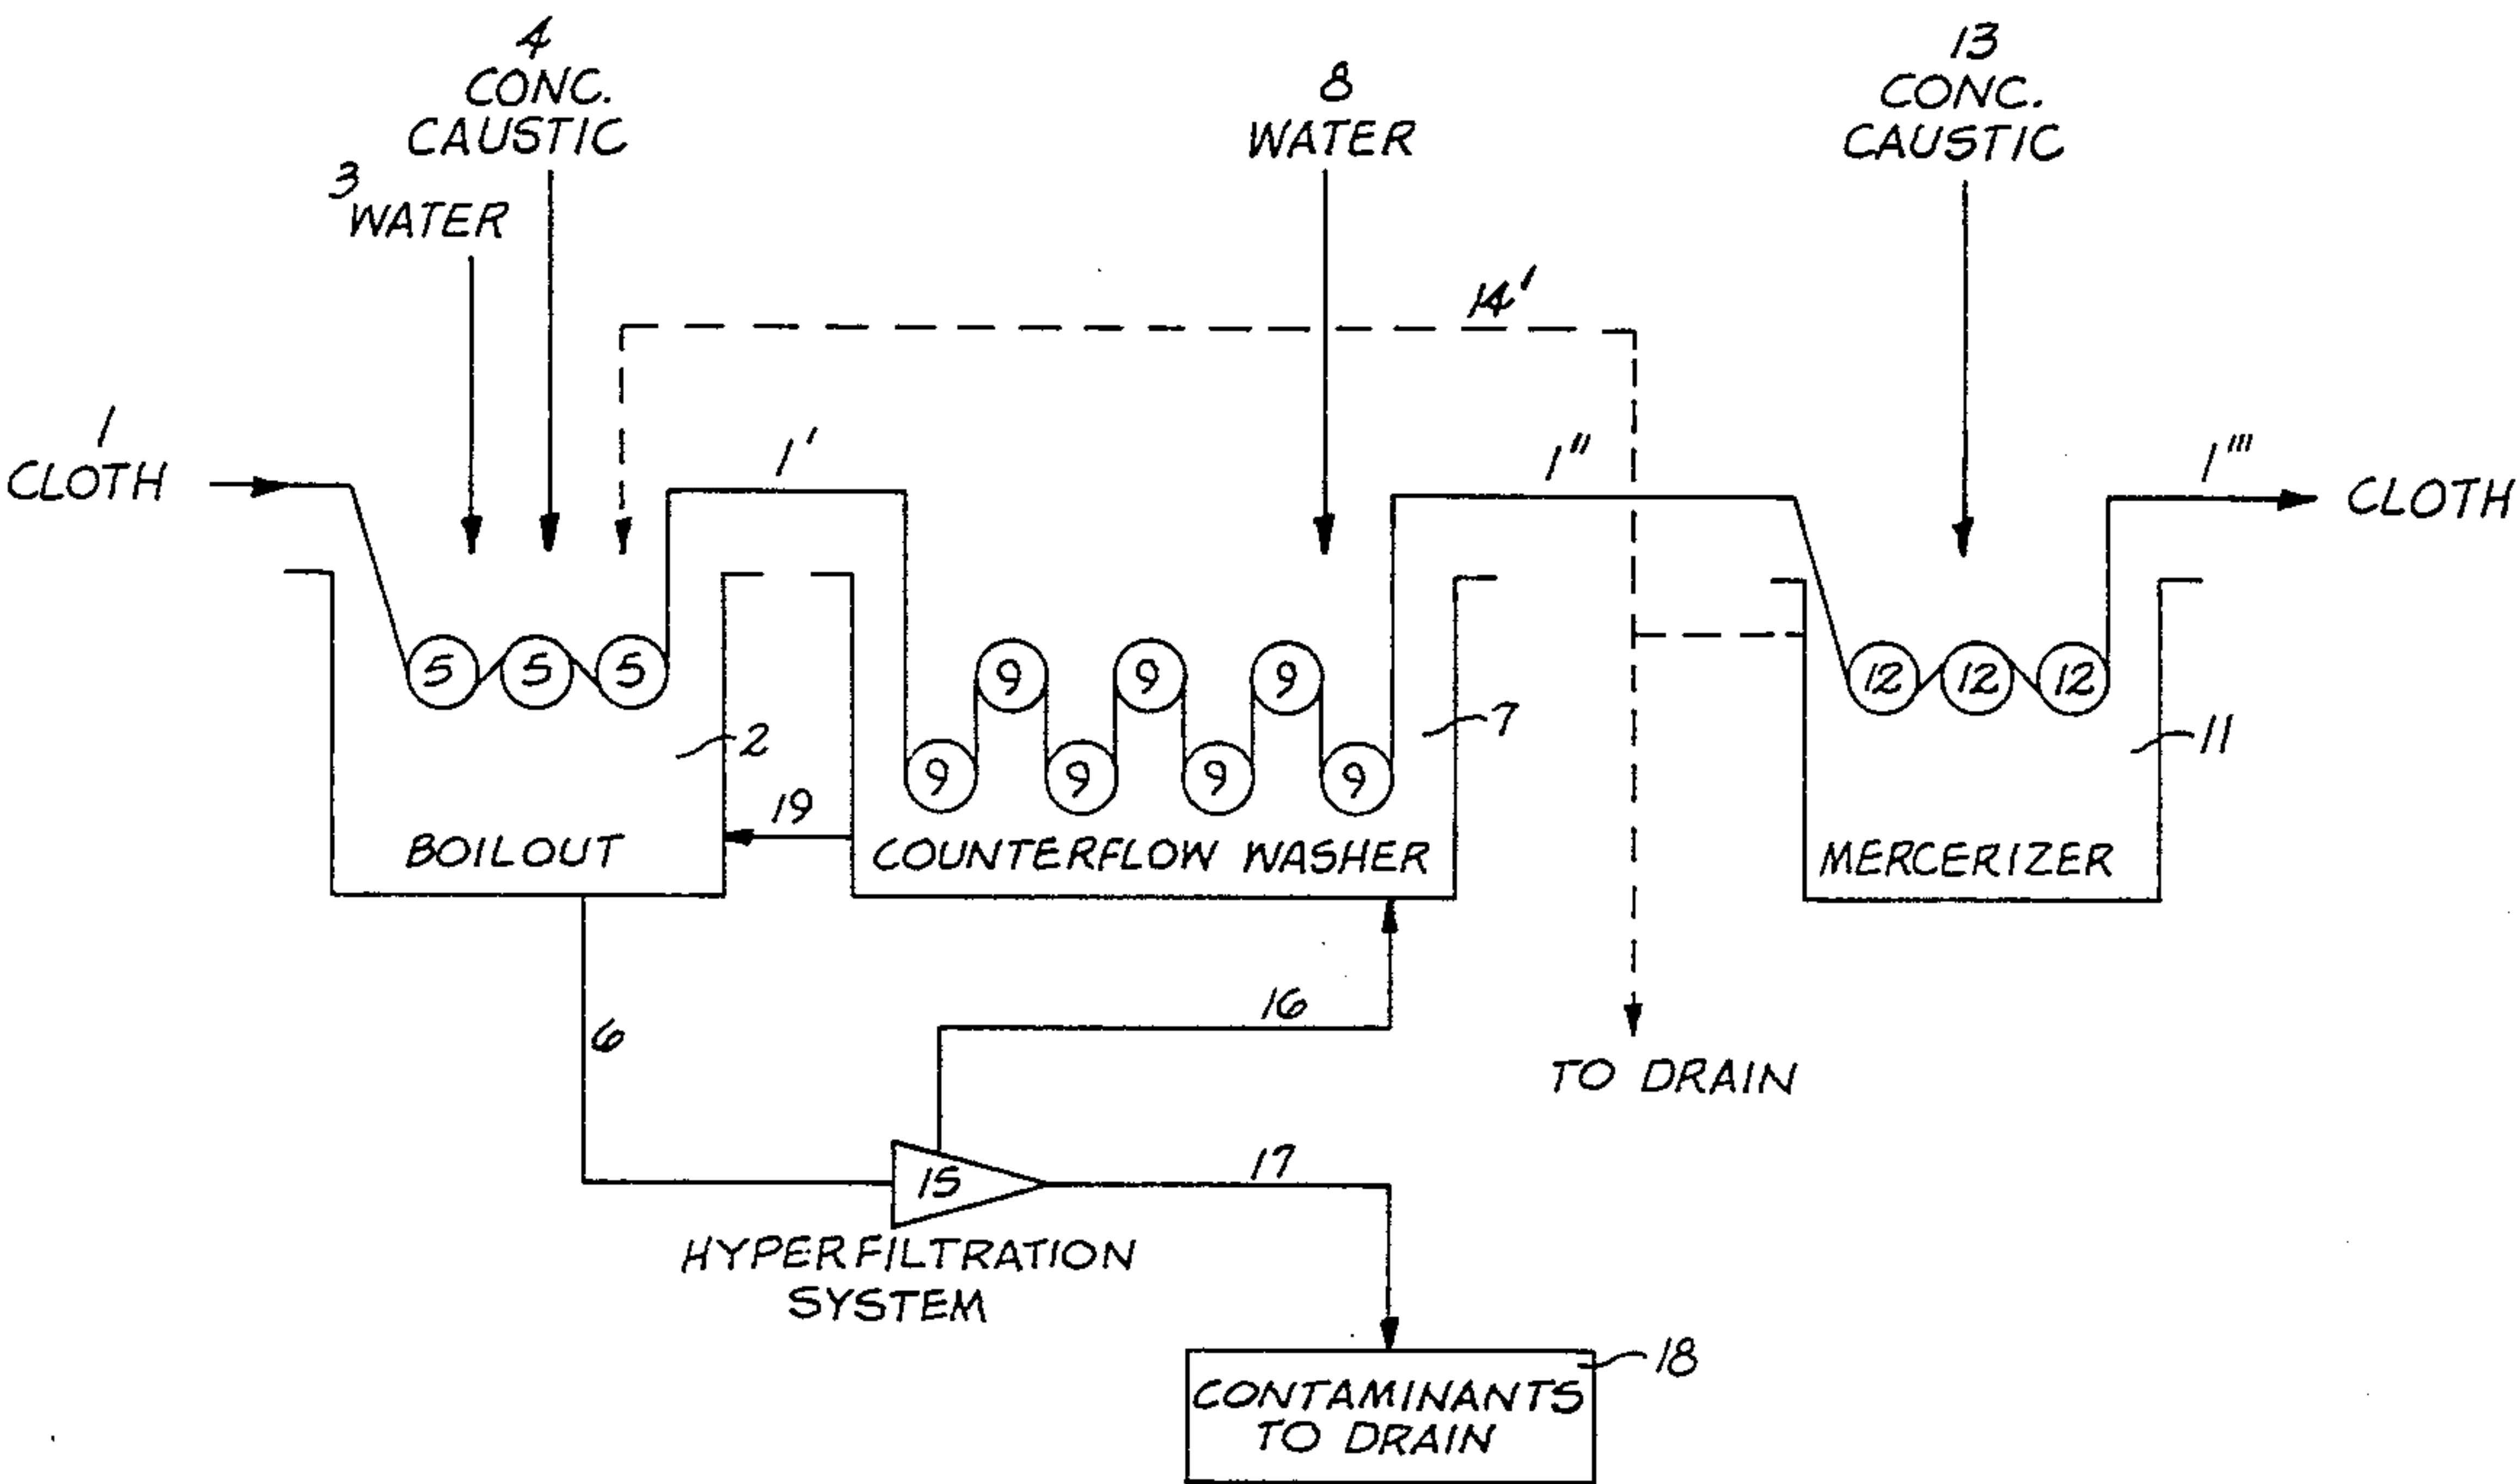 4
CONC.
CAUSTIC
3
WATER
8
WATER
13
CONC.
CAUSTIC
14'
1
CLOTH
1'
1"
1""
CLOTH
5 5 5
9 9 9
9 9 9 9
12 12 12
2
7
11
19
BOILOUT
COUNTERFLOW WASHER
MERCERIZER
6
16
TO DRAIN
15
17
HYPERFILTRATION
SYSTEM
18
CONTAMINANTS
TO DRAIN